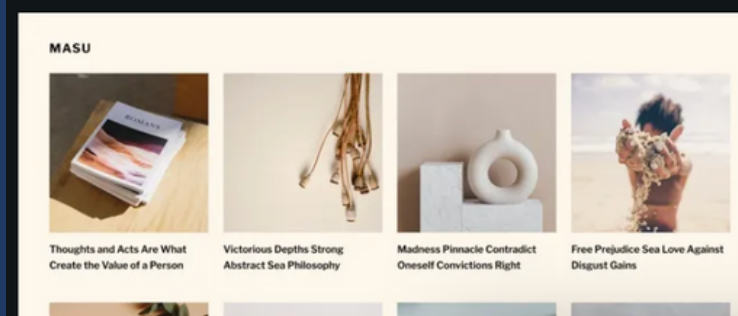 MASU
Thoughts and Acts Are What
Create the Value of a Person
Victorious Depths Strong
Abstract Sea Philosophy
Madness Pinnacle Contradict
Oneself Convictions Right
Free Prejudice Sea Love Against
Disgust Gains